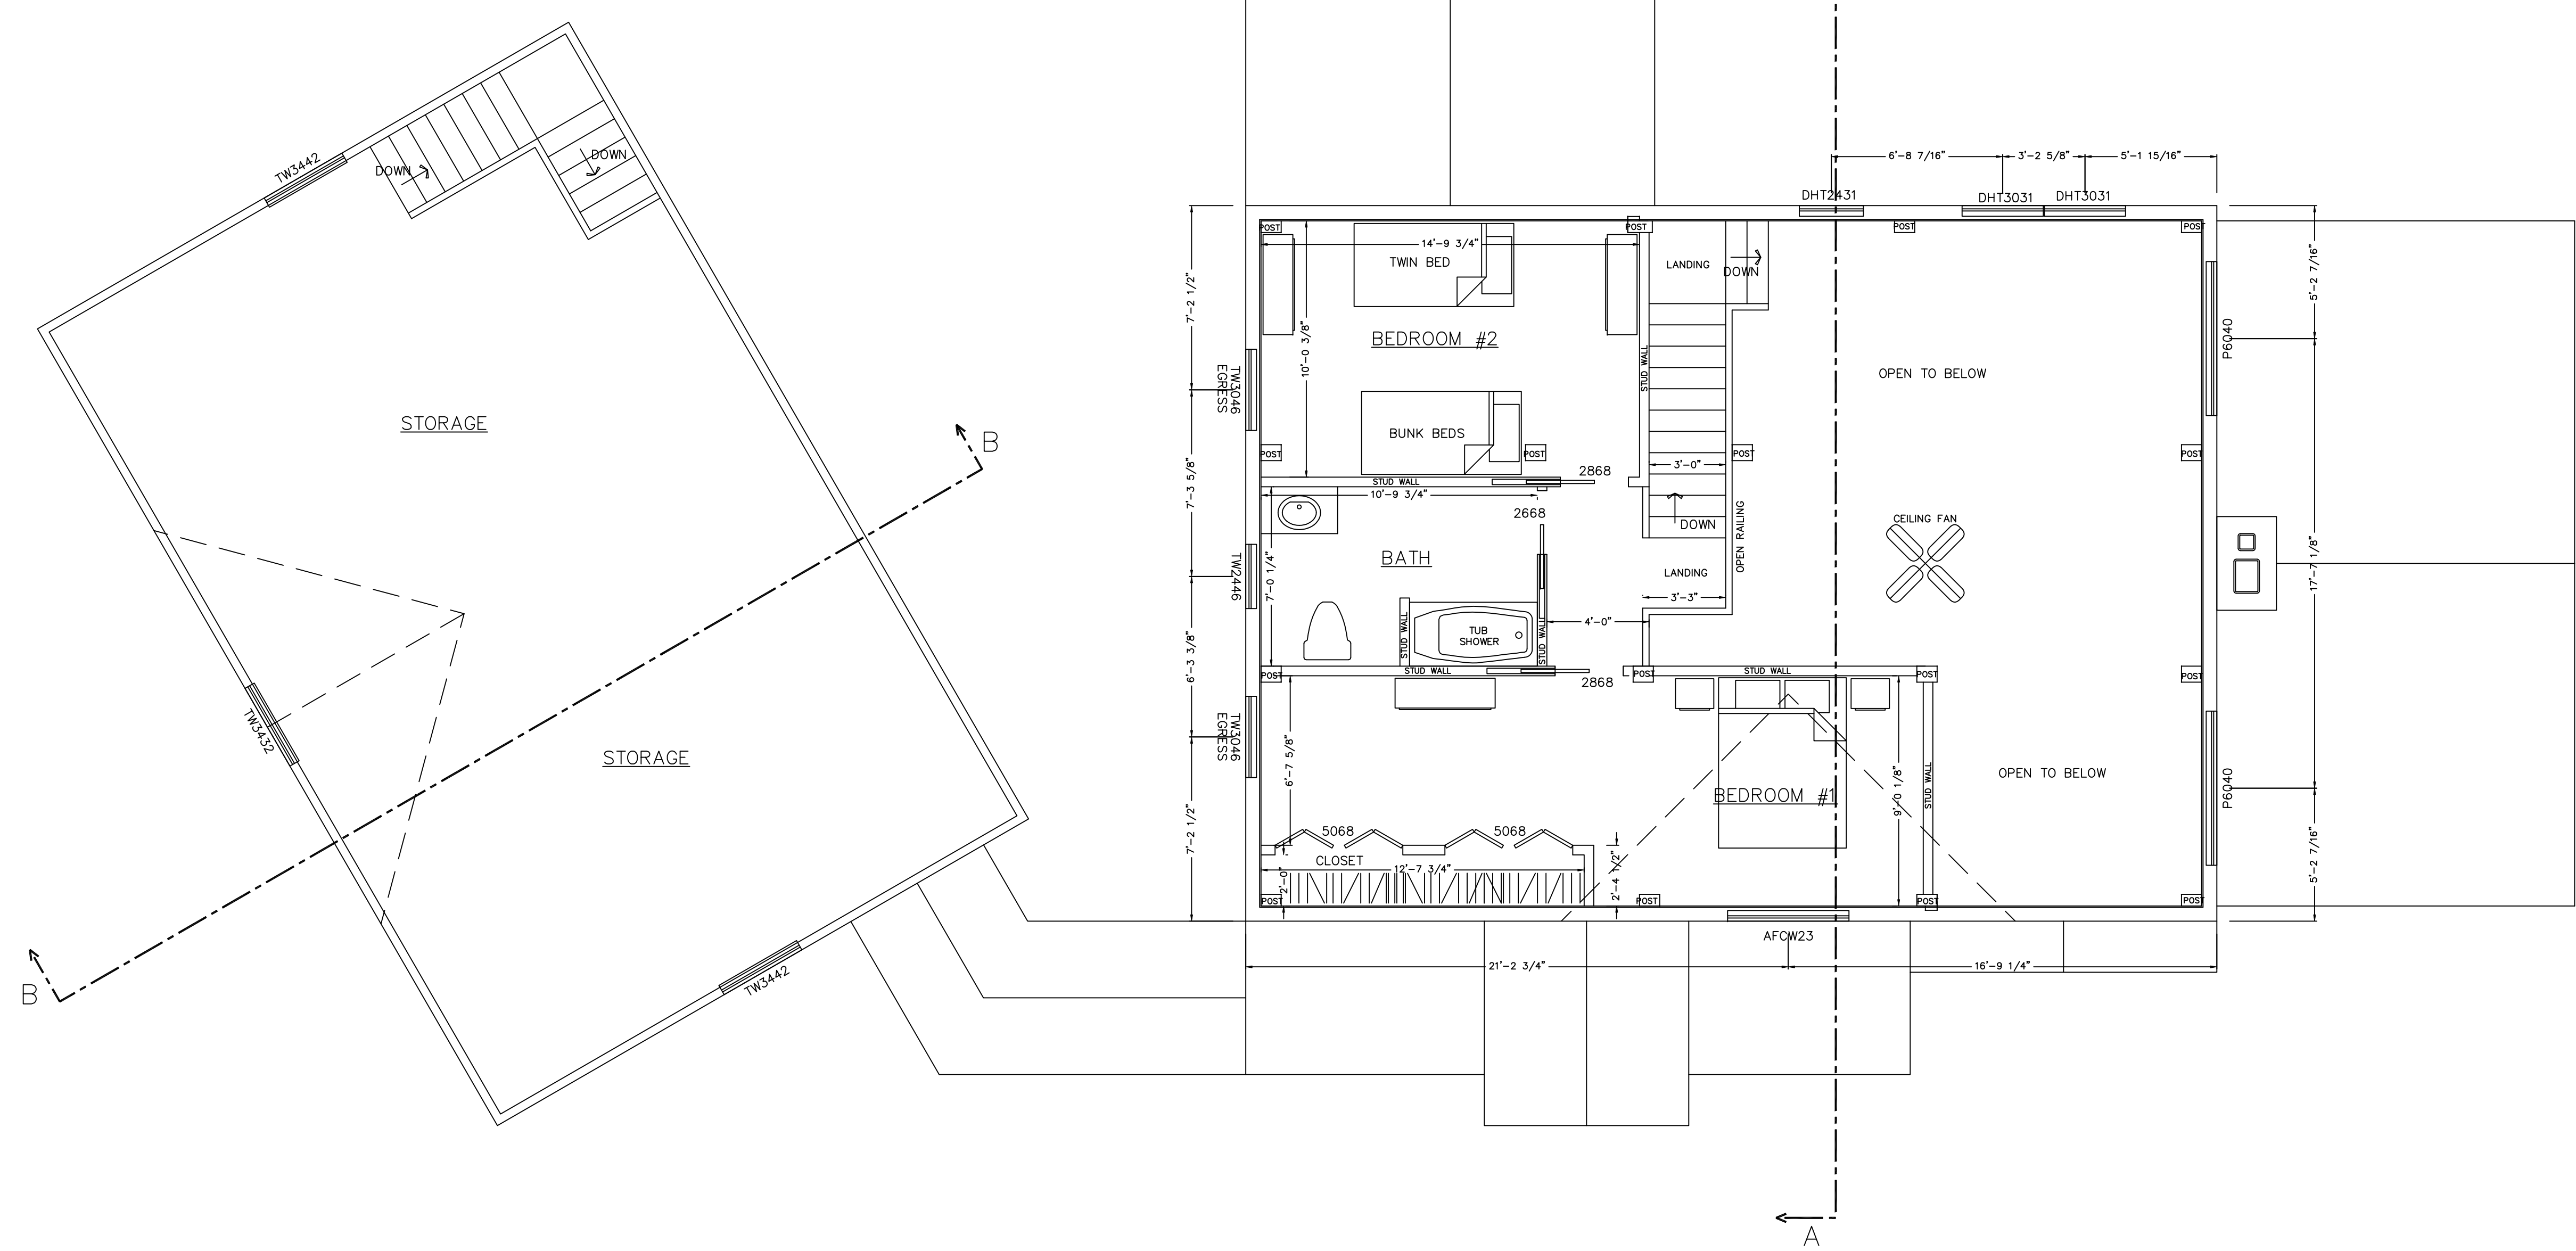 TW3442
DOWN
DOWN
STORAGE
B
TW3432
STORAGE
B
TW3442
6'-8 7/16"
3'-2 5/8"
5'-1 15/16"
DHT2431
DHT3031
DHT3031
POST
POST
POST
POST
14'-9 3/4"
TWIN BED
LANDING
DOWN
7'-2 1/2"
5'-2 7/16"
BEDROOM #2
10'-0 3/8"
STUD WALL
P6040
OPEN TO BELOW
TW3046
EGRESS
BUNK BEDS
POST
POST
POST
POST
3'-0"
2868
STUD WALL
7'-3 5/8"
10'-9 3/4"
2668
DOWN
OPEN RAILING
CEILING FAN
BATH
TW2446
7'-0 1/4"
LANDING
17'-7 1/8"
3'-3"
4'-0"
TUB
SHOWER
STUD WALL
STUD WALL
6'-3 3/8"
POST
STUD WALL
2868
POST
STUD WALL
POST
POST
TW3046
EGRESS
6'-7 5/8"
9'-0 1/8"
STUD WALL
OPEN TO BELOW
P6040
BEDROOM #1
7'-2 1/2"
5068
5068
CLOSET
12'-7 3/4"
2'-0"
2'-4 1/2"
5'-2 7/16"
POST
POST
POST
POST
AFCW23
21'-2 3/4"
16'-9 1/4"
A